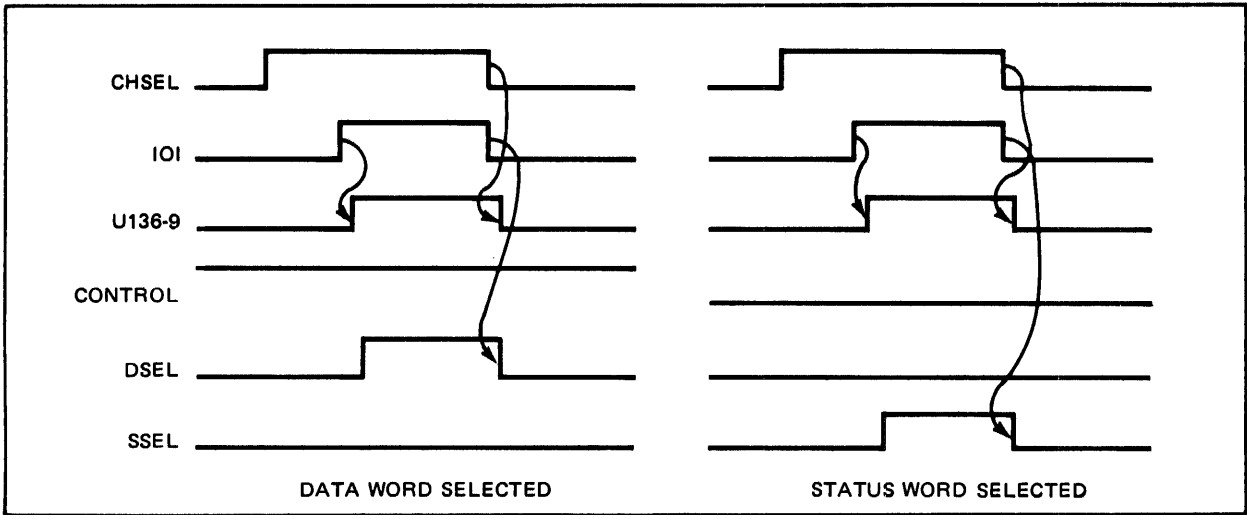 CHSEL
IOI
U136-9
CONTROL
DSEL
SSEL
DATA WORD SELECTED
STATUS WORD SELECTED